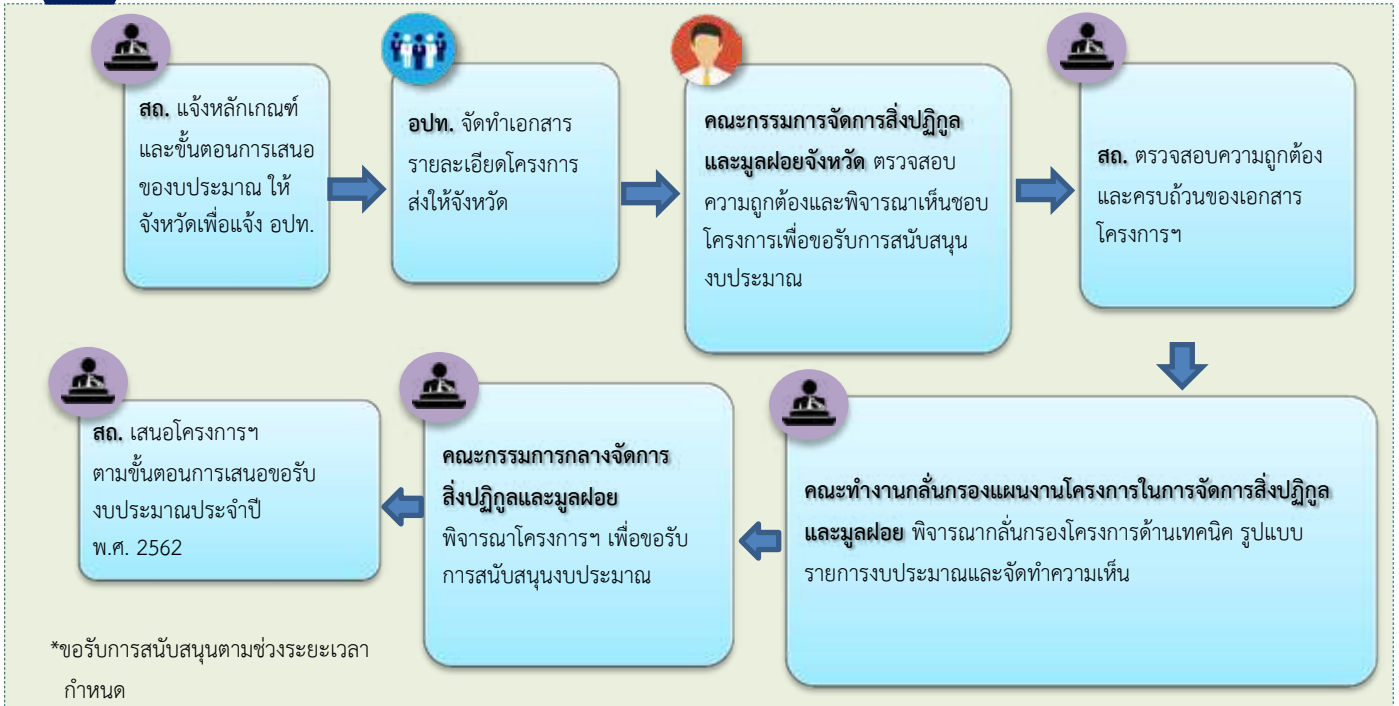 สถ. แจ้งหลักเกณฑ์
และขั้นตอนการเสนอ
ของบประมาณ ให้
จังหวัดเพื่อแจ้ง อปท.
อปท. จัดทำเอกสาร
รายละเอียดโครงการ
ส่งให้จังหวัด
คณะกรรมการจัดการสิ่งปฏิกูล
และมูลฝอยจังหวัด ตรวจสอบ
ความถูกต้องและพิจารณาเห็นชอบ
โครงการเพื่อขอรับการสนับสนุน
งบประมาณ
สถ. ตรวจสอบความถูกต้อง
และครบถ้วนของเอกสาร
โครงการฯ
คณะทำงานกลั่นกรองแผนงานโครงการในการจัดการสิ่งปฏิกูล
และมูลฝอย พิจารณากลั่นกรองโครงการด้านเทคนิค รูปแบบ
รายการงบประมาณและจัดทำความเห็น
คณะกรรมการกลางจัดการ
สิ่งปฏิกูลและมูลฝอย
พิจารณาโครงการฯ เพื่อขอรับ
การสนับสนุนงบประมาณ
สถ. เสนอโครงการฯ
ตามขั้นตอนการเสนอขอรับ
งบประมาณประจำปี
พ.ศ. 2562
*ขอรับการสนับสนุนตามช่วงระยะเวลา
กำหนด